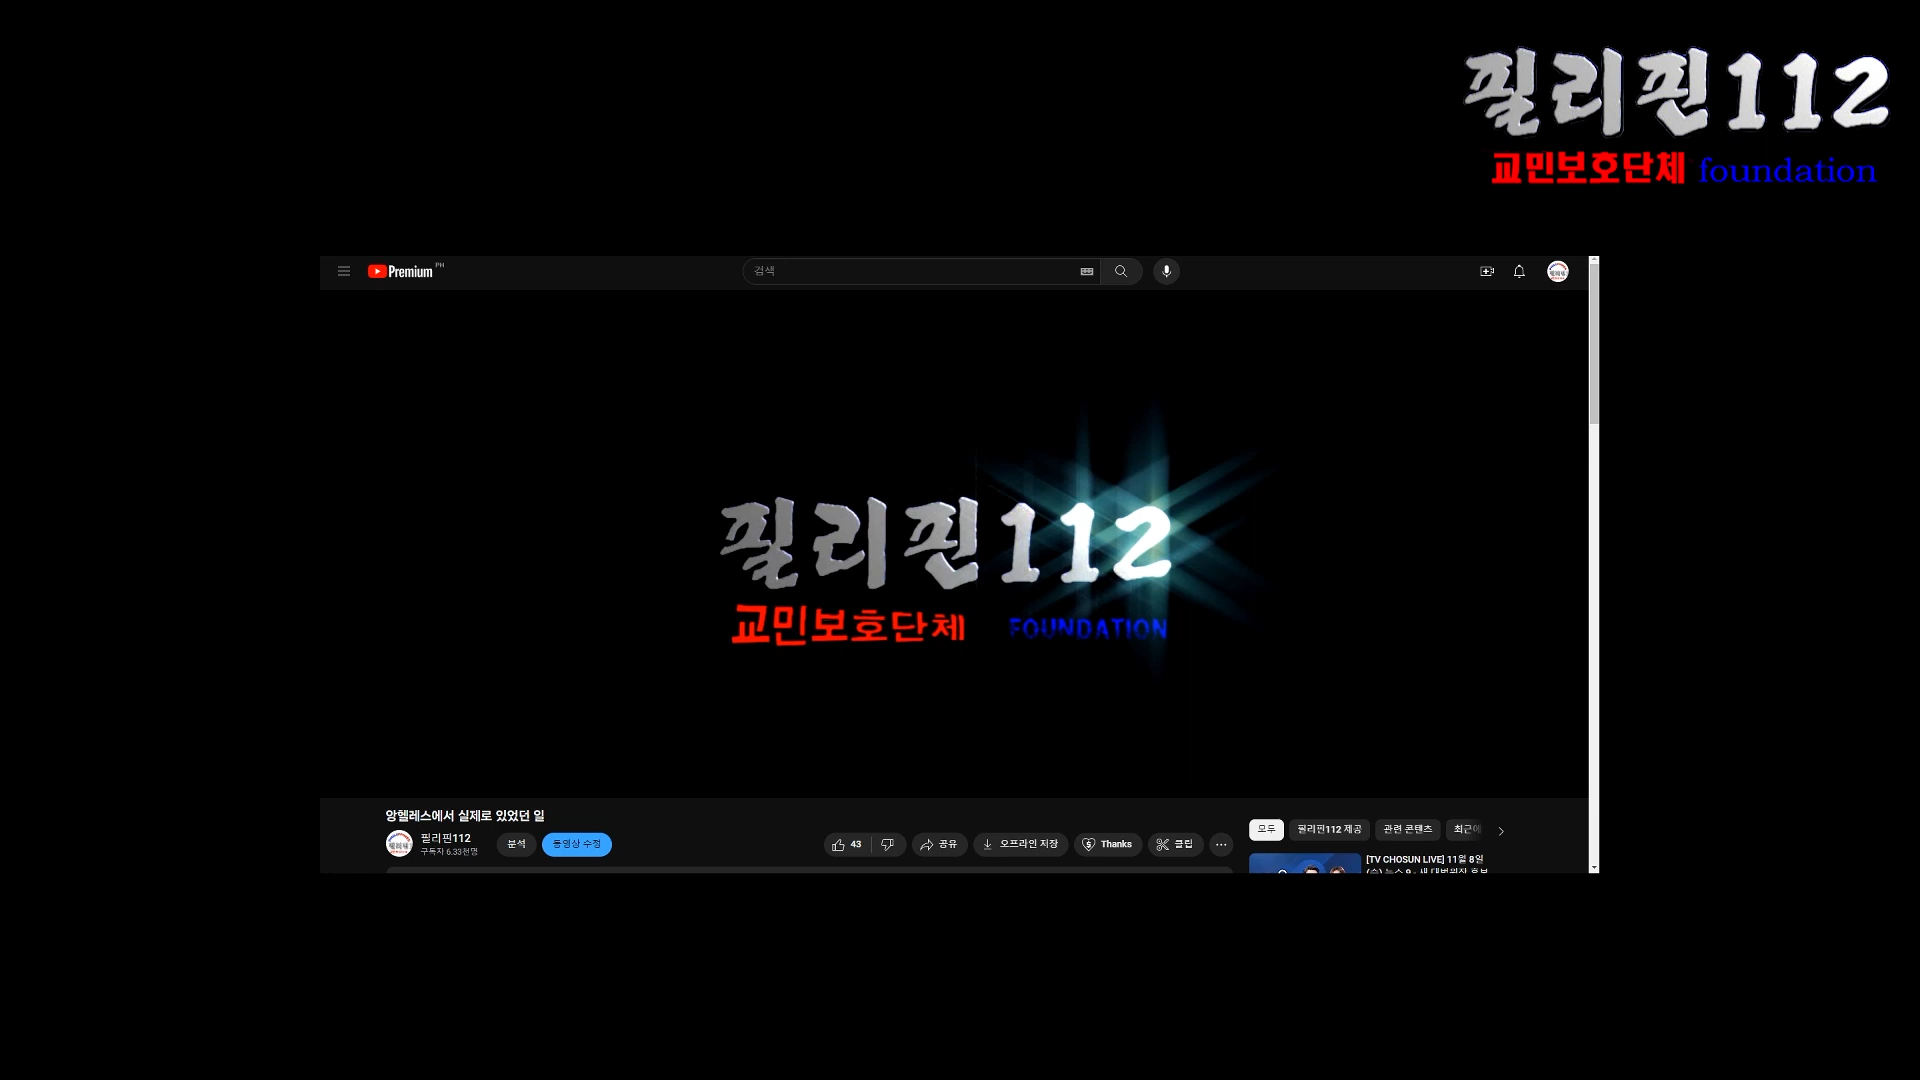 필리핀112
교민보호단체 foundation
Premium PH
검색
필리핀112
교민보호단체 FOUNDATION
앙헬레스에서 실제로 있었던 일
필리핀112
구독자 6.33천명
분석
동영상 수정
43
공유
오프라인 저장
Thanks
클립
모두
필리핀112 제공
관련 콘텐츠
최근에
[TV CHOSUN LIVE] 11월 8일